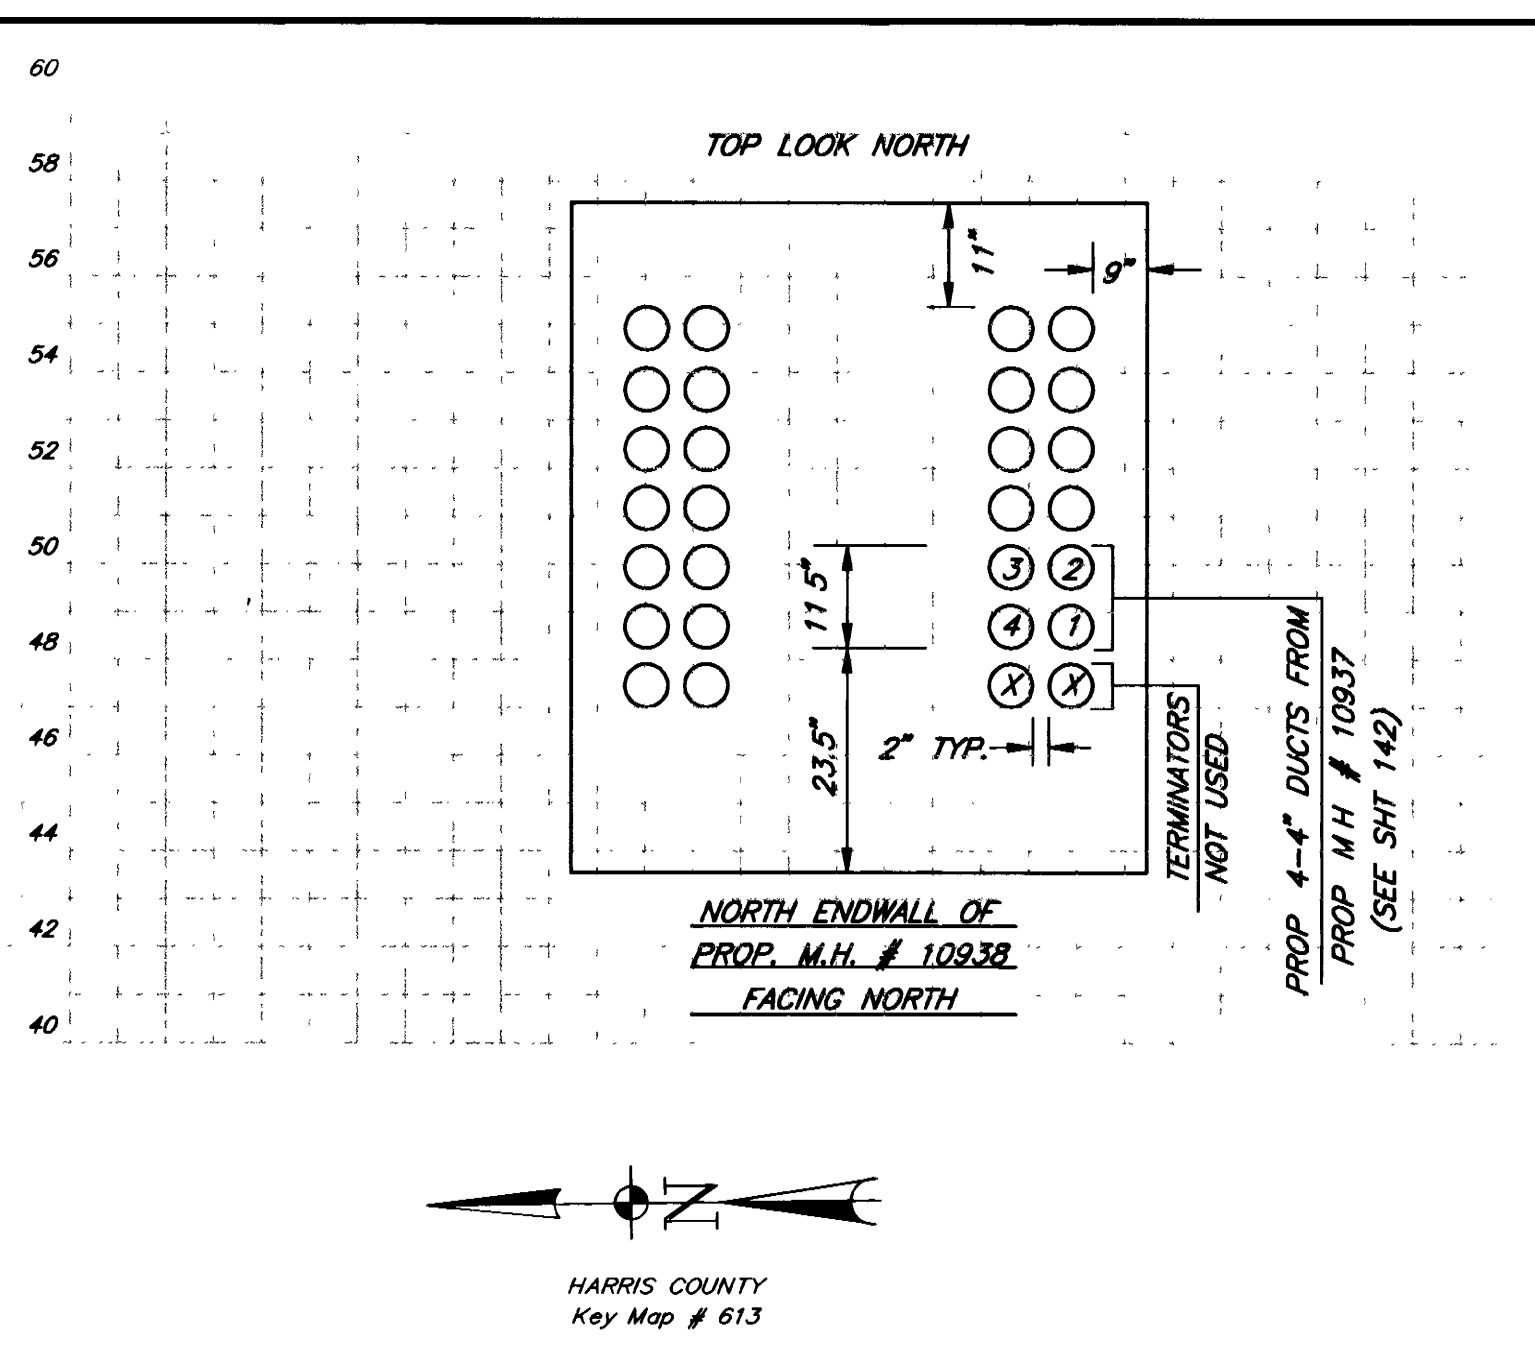 60
58
56
54
52
50
48
46
44
42
40
TOP LOOK NORTH
11"
9"
3
2
4
1
X
X
11 5"
23.5"
2" TYP.
TERMINATORS
NOT USED
PROP 4-4" DUCTS FROM
PROP M H # 10937
(SEE SHT 142)
NORTH ENDWALL OF
PROP. M.H. # 10938
FACING NORTH
N
HARRIS COUNTY
Key Map # 613